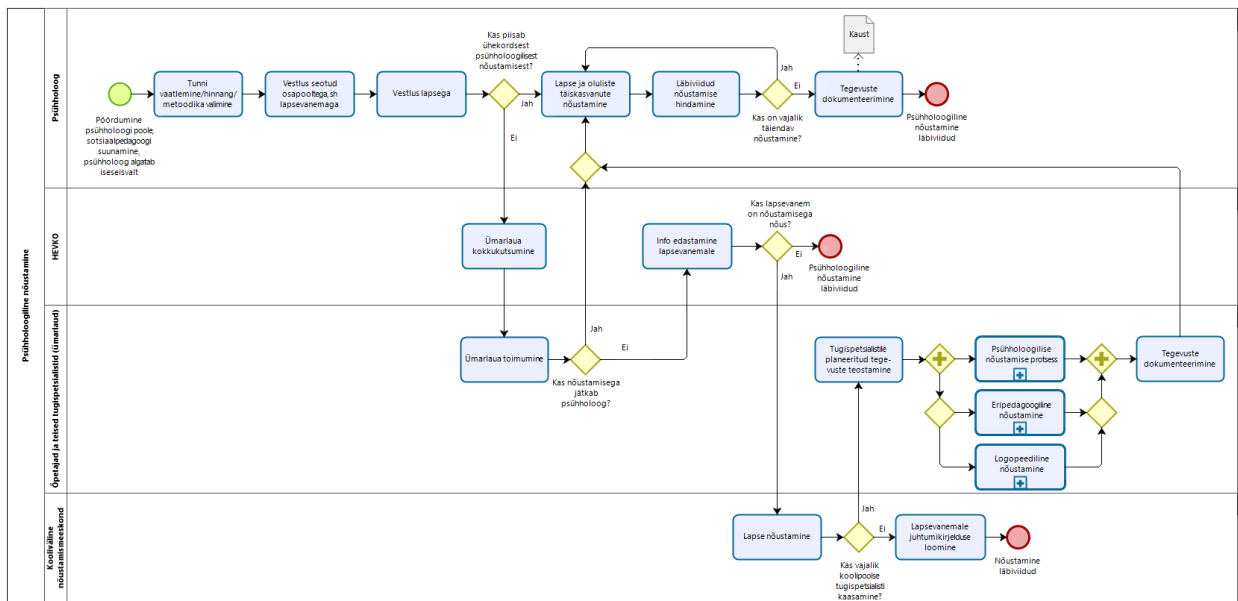 Psühholoogiline nõustamine
Psühholoog
Pöördumine
psühholoogi poole,
sotsiaalpedagoogi
suunamine,
psühholoog algatab
iseseisvalt
Tunni
vaatlemine/hinnang/
metoodika valimine
Vestlus seotud
osapooltega, sh
lapsevanemaga
Vestlus lapsega
Kas piisab
ühekordsest
psühholoogilisest
nõustamisest?
Jah
Ei
Lapse ja oluliste
täiskasvanute
nõustamine
Läbiviidud
nõustamise
hindamine
Jah
Ei
Kas on vajalik
täiendav
nõustamine?
Kaust
Tegevuste
dokumenteerimine
Psühholoogiline
nõustamine
läbiviidud
HEVKO
Ümarlaua
kokkukutsumine
Info edastamine
lapsevanemale
Kas lapsevanem
on nõustamisega
nõus?
Ei
Jah
Psühholoogiline
nõustamine
läbiviidud
Õpetajad ja teised tugispetsialistid (ümarlaud)
Ümarlaua toimumine
Jah
Ei
Kas nõustamisega
jätkab
psühholoog?
Tugispetsialistile
planeeritud tege-
vuste teostamine
Psühholoogilise
nõustamise protsess
Eripedagoogiline
nõustamine
Logopeediline
nõustamine
Tegevuste
dokumenteerimine
Kooliväline
nõustamismeeskond
Lapse nõustamine
Jah
Ei
Kas vajalik
koolipoolse
tugispetsialisti
kaasamine?
Lapsevanemale
juhtumikirjelduse
loomine
Nõustamine
läbiviidud